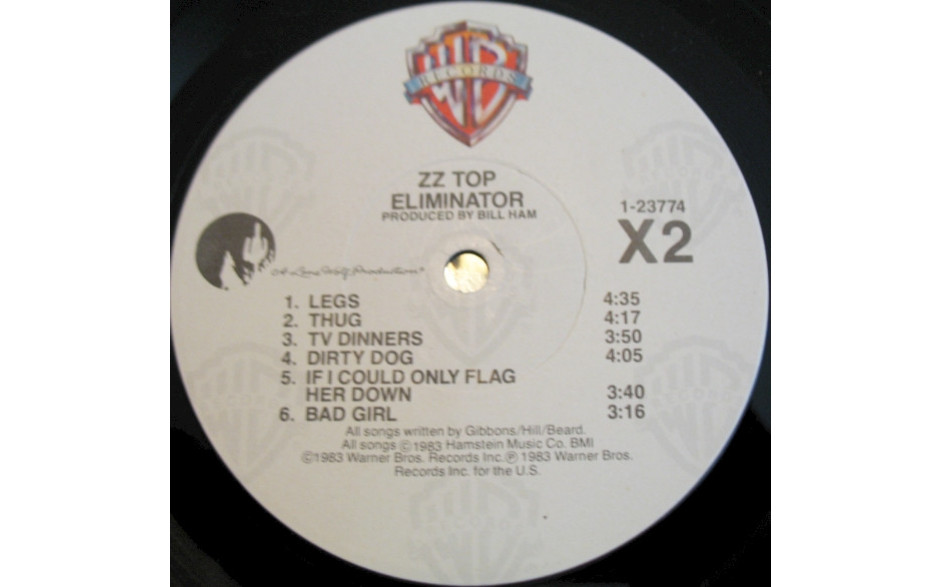 WB
RECORDS
ZZ TOP
ELIMINATOR
PRODUCED BY BILL HAM
1-23774
X2
A Lone Wolf Production®
1. LEGS 4:35
2. THUG 4:17
3. TV DINNERS 3:50
4. DIRTY DOG 4:05
5. IF I COULD ONLY FLAG
HER DOWN 3:40
6. BAD GIRL 3:16
All songs written by Gibbons/Hill/Beard.
All songs ©1983 Hamstein Music Co. BMI
©1983 Warner Bros. Records Inc.℗ 1983 Warner Bros.
Records Inc. for the U.S.